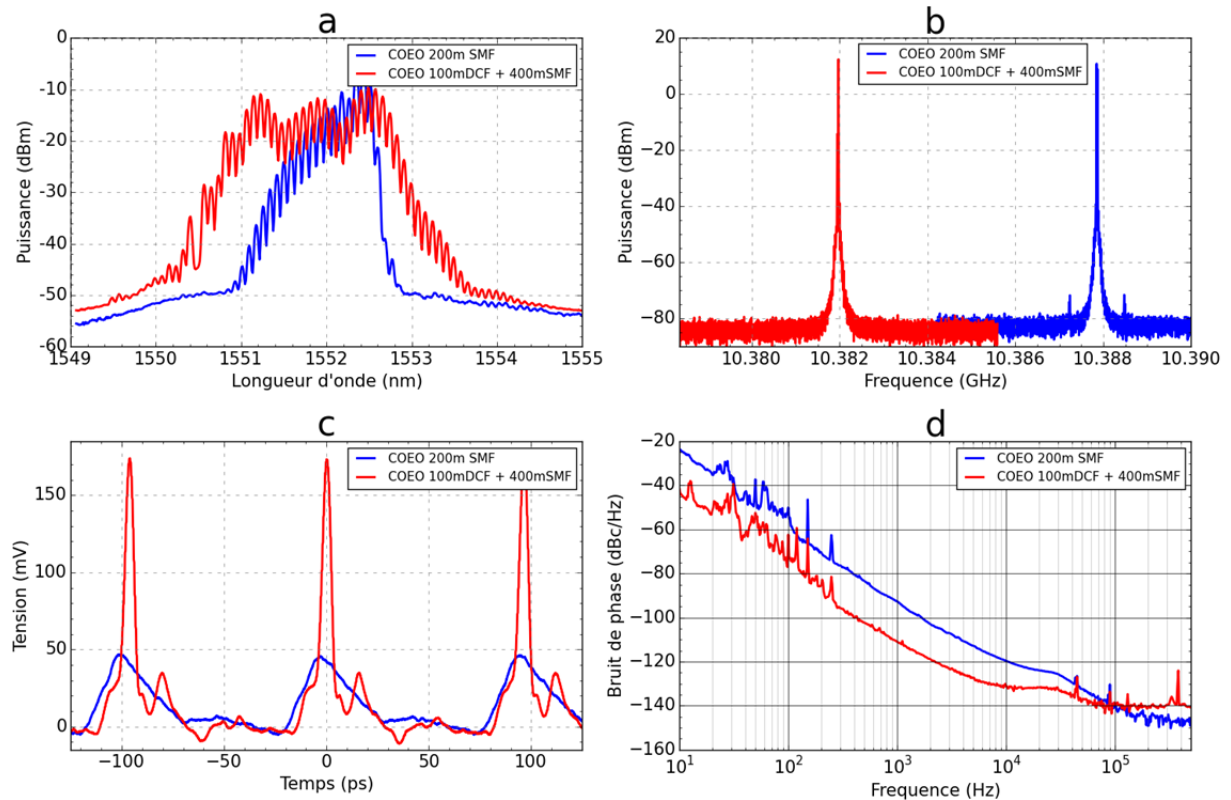 a
0
-10
-20
-30
-40
-50
-60
Puissance (dBm)
COEO 200m SMF
COEO 100mDCF + 400mSMF
1549 1550 1551 1552 1553 1554 1555
Longueur d'onde (nm)
b
20
0
−20
−40
−60
−80
Puissance (dBm)
COEO 200m SMF
COEO 100mDCF + 400mSMF
10.380 10.382 10.384 10.386 10.388 10.390
Frequence (GHz)
c
150
100
50
0
Tension (mV)
COEO 200m SMF
COEO 100mDCF + 400mSMF
−100 −50 0 50 100
Temps (ps)
d
−20
−40
−60
−80
−100
−120
−140
−160
Bruit de phase (dBc/Hz)
COEO 200m SMF
COEO 100mDCF + 400mSMF
10¹ 10² 10³ 10⁴ 10⁵
Frequence (Hz)